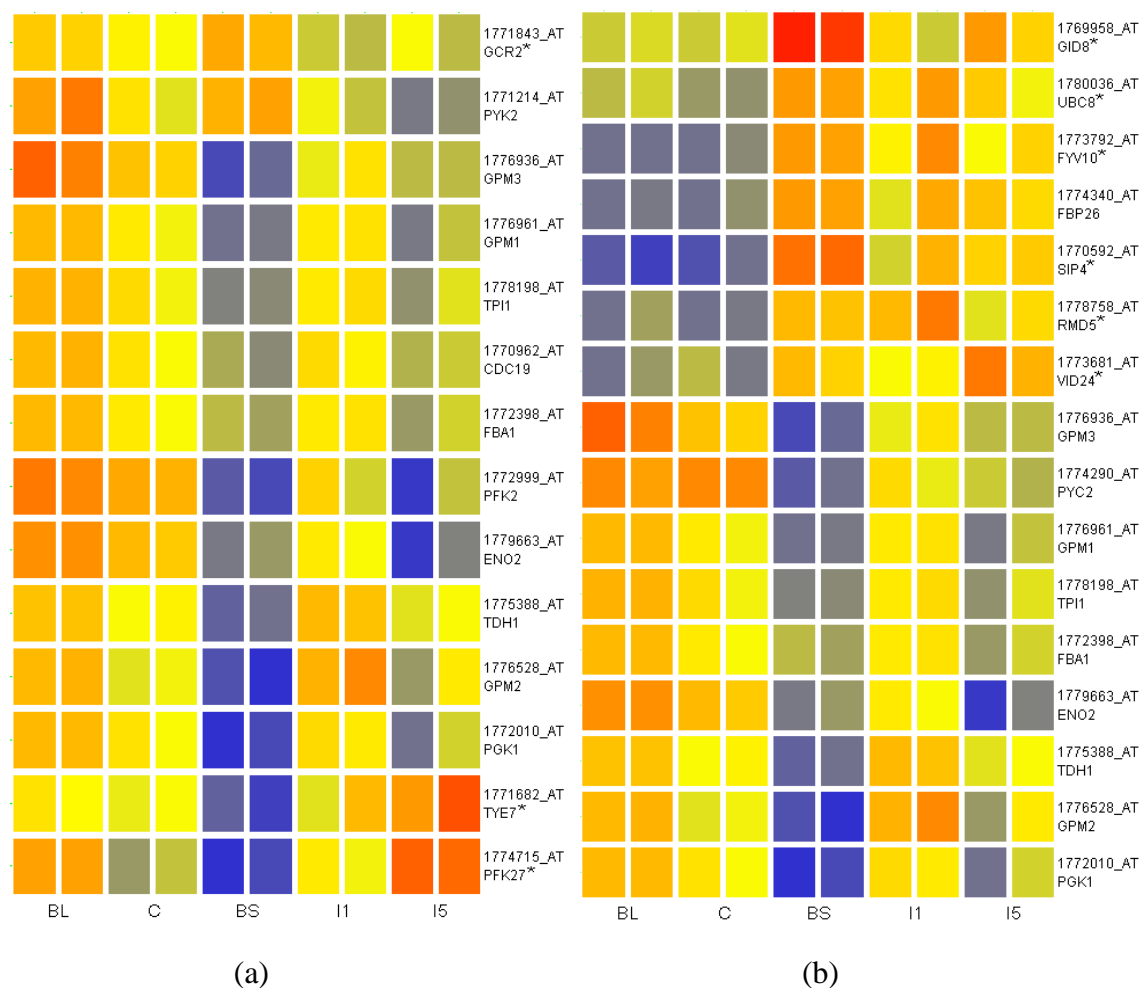 1771843_AT
GCR2*
1771214_AT
PYK2
1776936_AT
GPM3
1776961_AT
GPM1
1778198_AT
TPI1
1770962_AT
CDC19
1772398_AT
FBA1
1772999_AT
PFK2
1779663_AT
ENO2
1775388_AT
TDH1
1776528_AT
GPM2
1772010_AT
PGK1
1771682_AT
TYE7*
1774715_AT
PFK27*
BL C BS I1 I5
(a)
1769958_AT
GID8*
1780036_AT
UBC8*
1773792_AT
FYV10*
1774340_AT
FBP26
1770592_AT
SIP4*
1778758_AT
RMD5*
1773681_AT
VID24*
1776936_AT
GPM3
1774290_AT
PYC2
1776961_AT
GPM1
1778198_AT
TPI1
1772398_AT
FBA1
1779663_AT
ENO2
1775388_AT
TDH1
1776528_AT
GPM2
1772010_AT
PGK1
BL C BS I1 I5
(b)